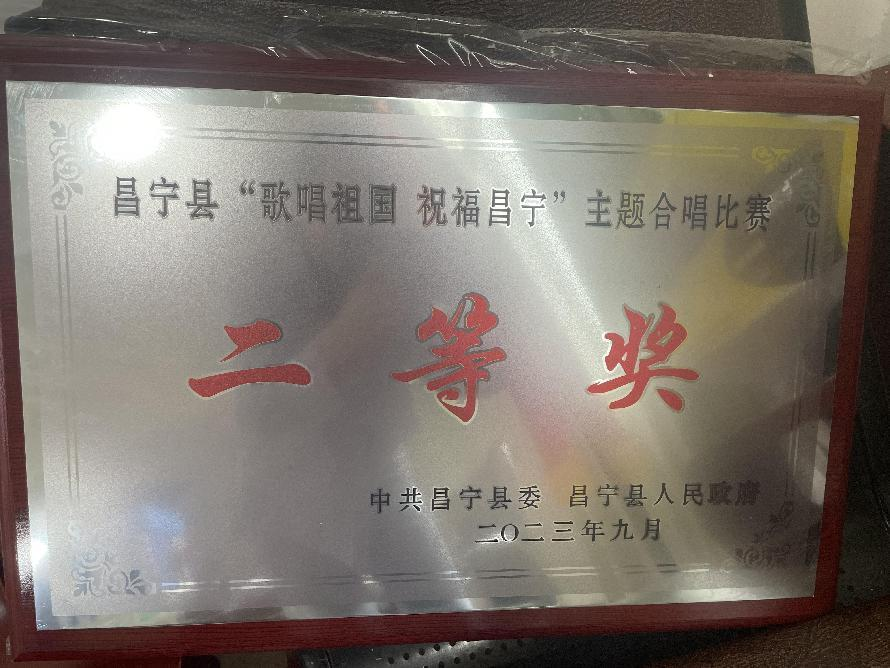 昌宁县“歌唱祖国 祝福昌宁”主题合唱比赛
二等奖
中共昌宁县委 昌宁县人民政府
二〇二三年九月